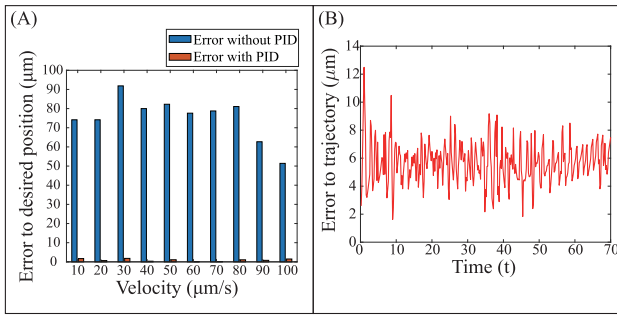 (A)
Error without PID
Error with PID
Error to desired position (μm)
100
90
80
70
60
50
40
30
20
10
0
10 20 30 40 50 60 70 80 90 100
Velocity (μm/s)
(B)
Error to trajectory (μm)
14
12
10
8
6
4
2
0
0 10 20 30 40 50 60 70
Time (t)